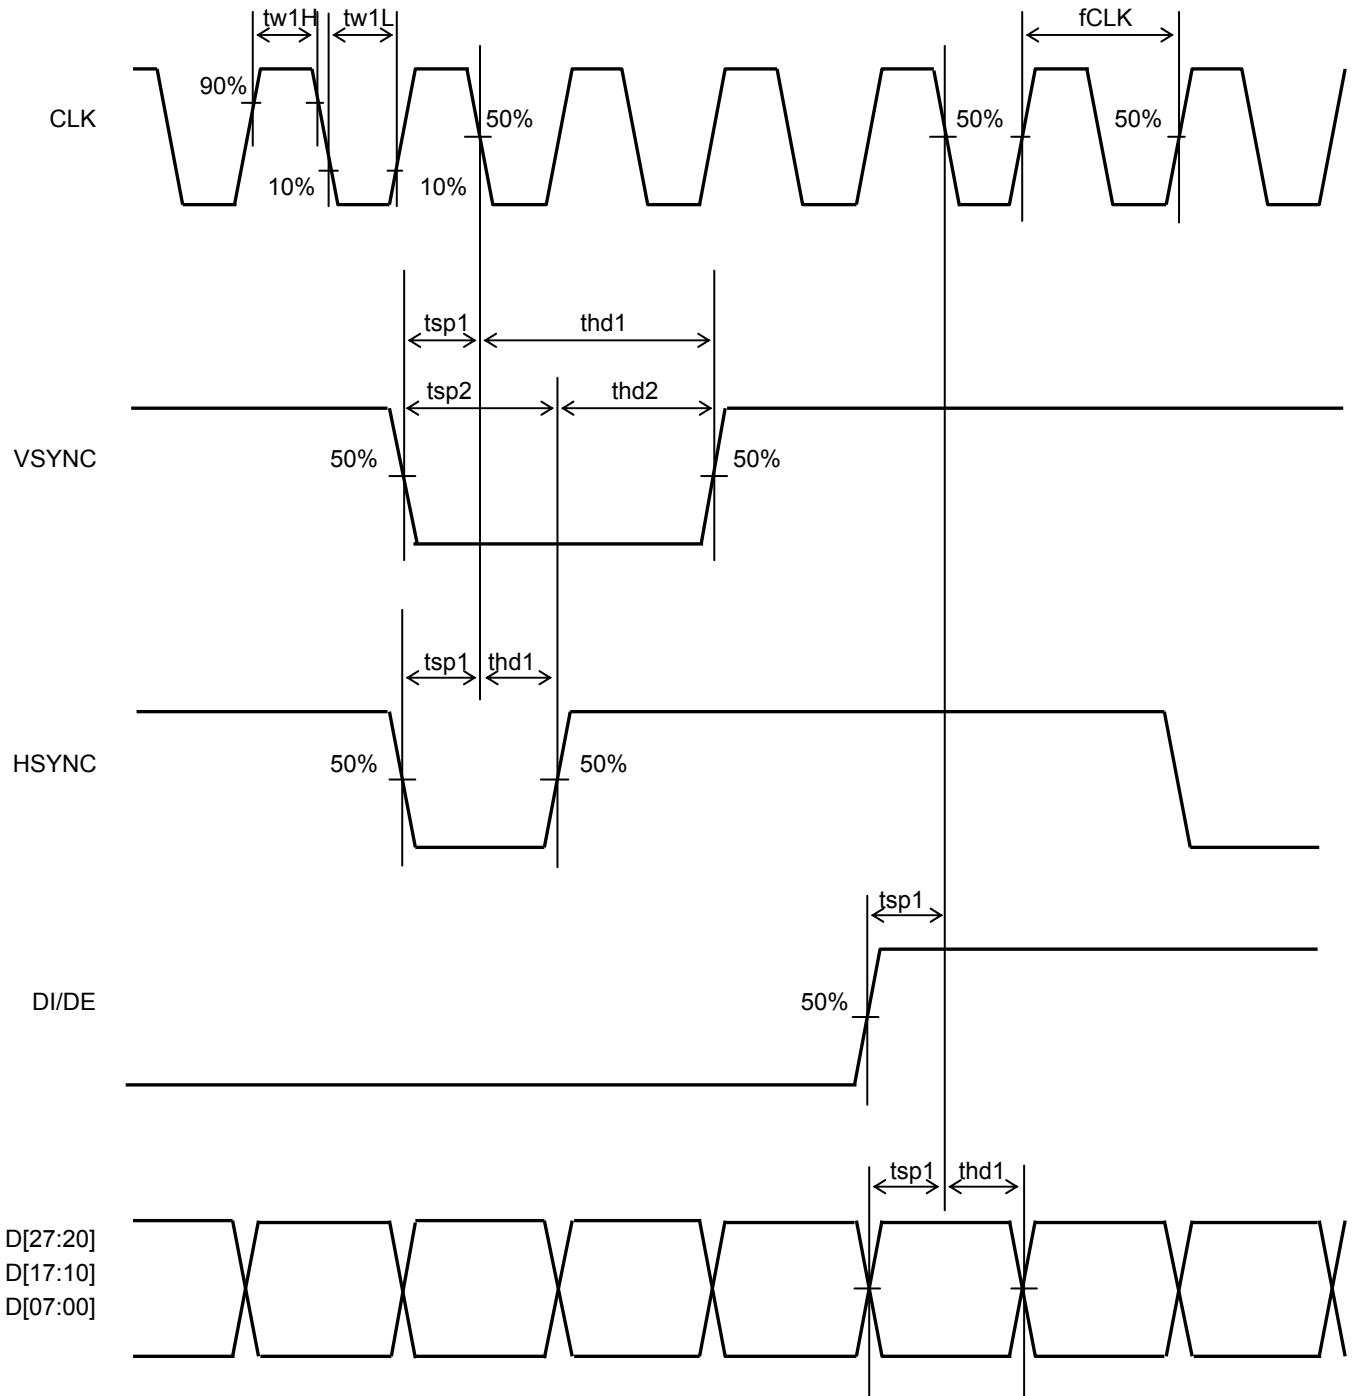 tw1H tw1L fCLK
90%
CLK 50% 50% 50%
10% 10%
tsp1 thd1
tsp2 thd2
VSYNC 50% 50%
tsp1 thd1
HSYNC 50% 50%
tsp1
DI/DE 50%
tsp1 thd1
D[27:20]
D[17:10]
D[07:00]